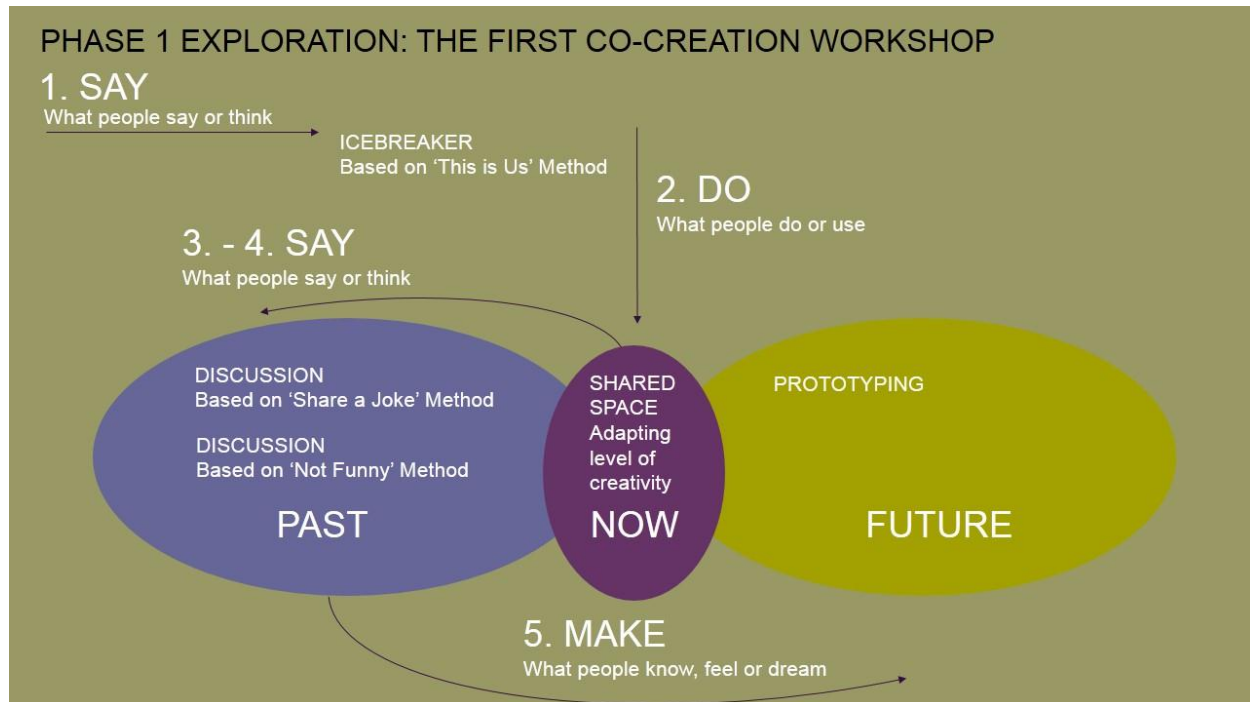 PHASE 1 EXPLORATION: THE FIRST CO-CREATION WORKSHOP
1. SAY
What people say or think
ICEBREAKER
Based on ‘This is Us’ Method
2. DO
What people do or use
3. - 4. SAY
What people say or think
DISCUSSION
Based on ‘Share a Joke’ Method
DISCUSSION
Based on ‘Not Funny’ Method
PAST
SHARED
SPACE
Adapting
level of
creativity
NOW
PROTOTYPING
FUTURE
5. MAKE
What people know, feel or dream